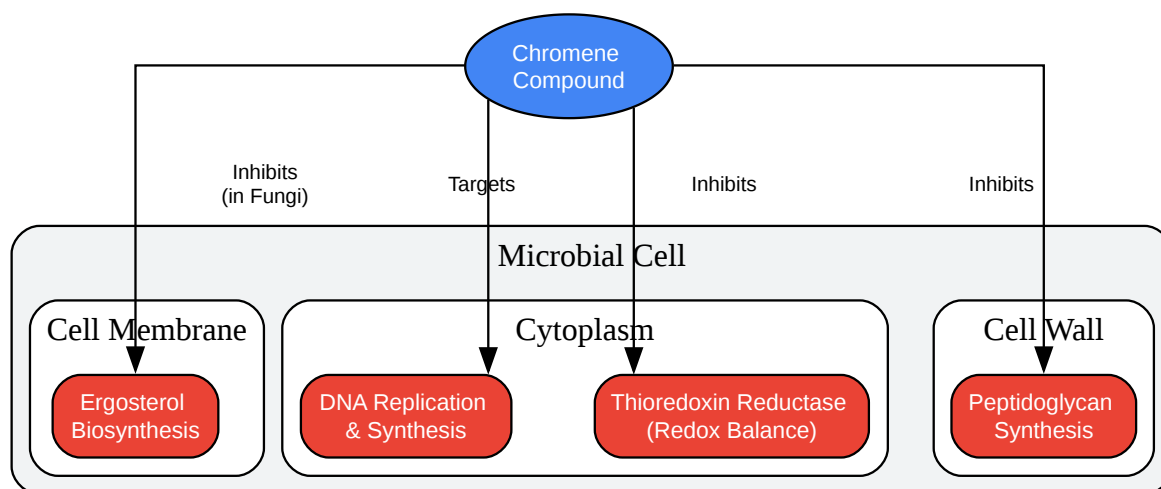 Chromene
Compound
Inhibits
(in Fungi)
Targets
Inhibits
Inhibits
Microbial Cell
Cell Membrane
Cytoplasm
Cell Wall
Ergosterol
Biosynthesis
DNA Replication
& Synthesis
Thioredoxin Reductase
(Redox Balance)
Peptidoglycan
Synthesis